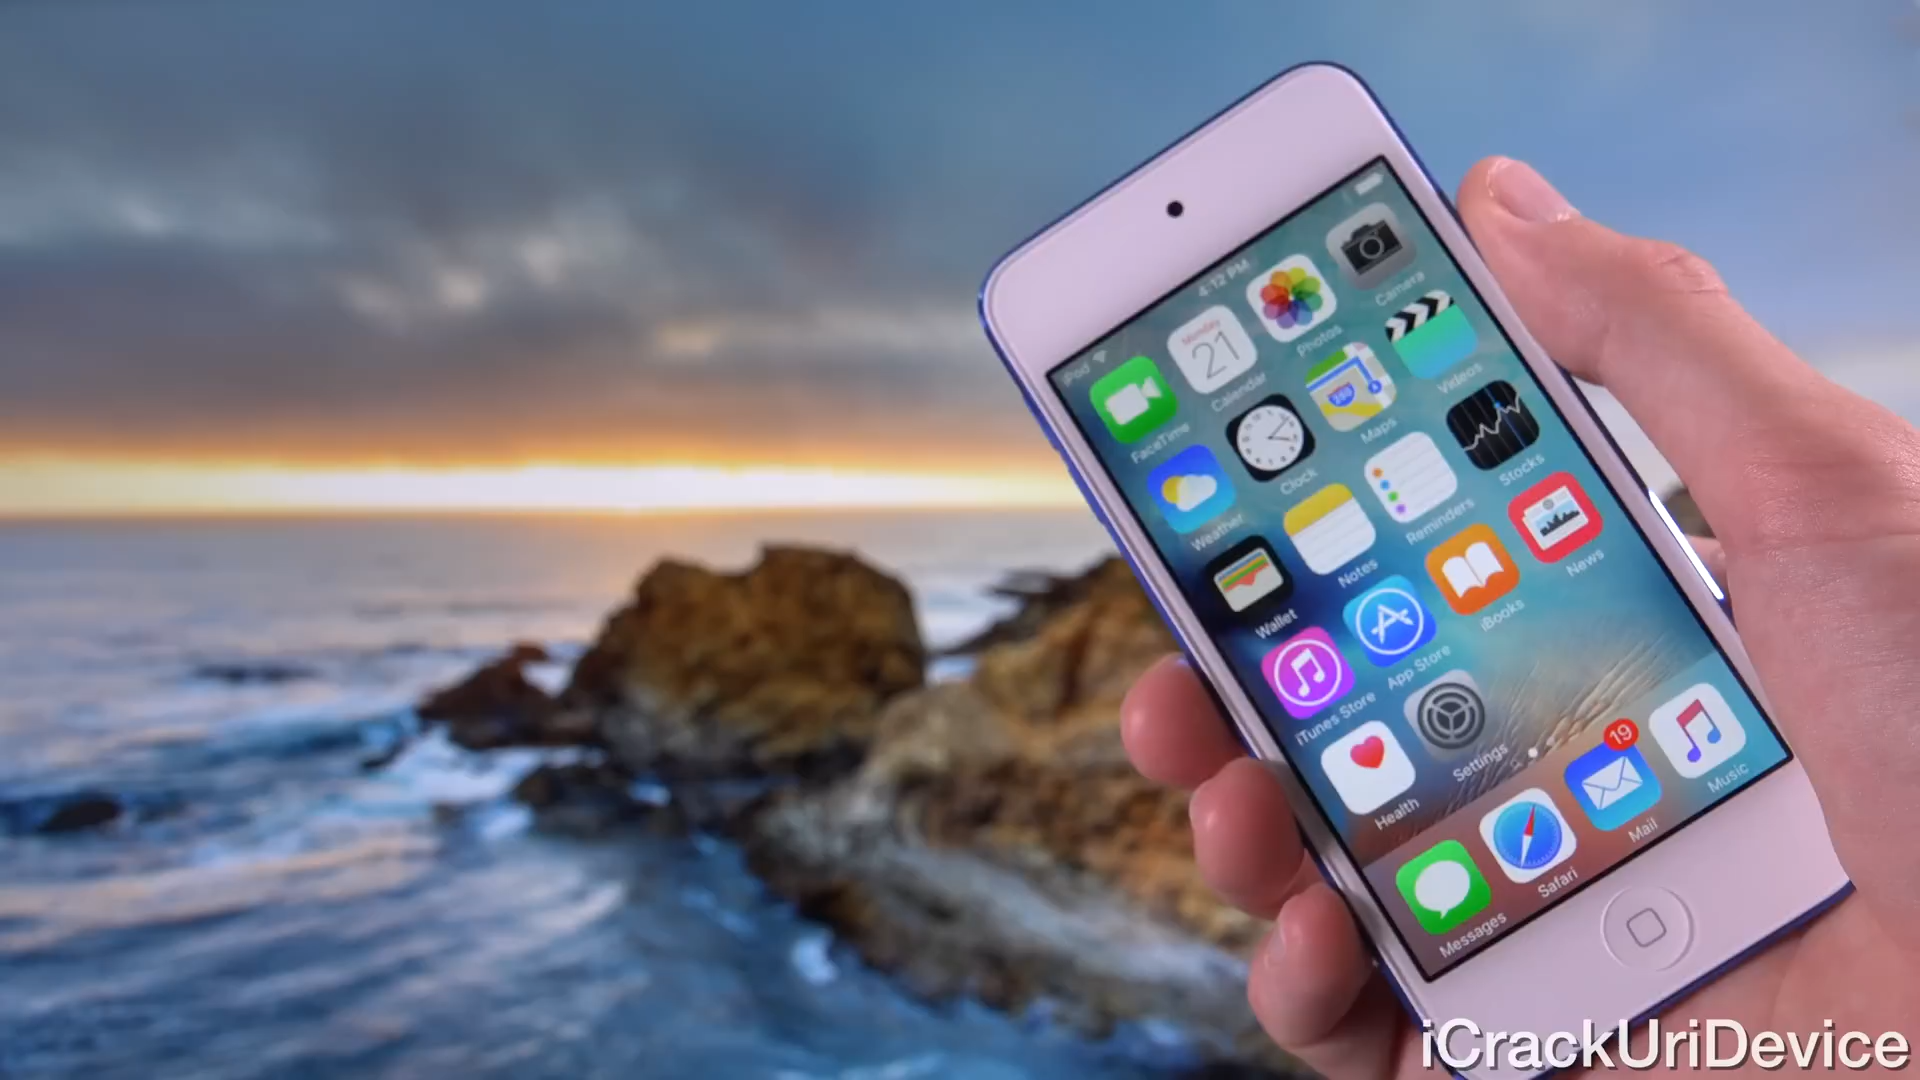 iPod
4:12 PM
FaceTime
Monday
21
Calendar
Photos
Camera
Weather
Clock
280
Maps
Videos
Wallet
Notes
Reminders
Stocks
iTunes Store
App Store
iBooks
News
Health
Settings
Messages
Safari
19
Mail
Music
iCrackUriDevice